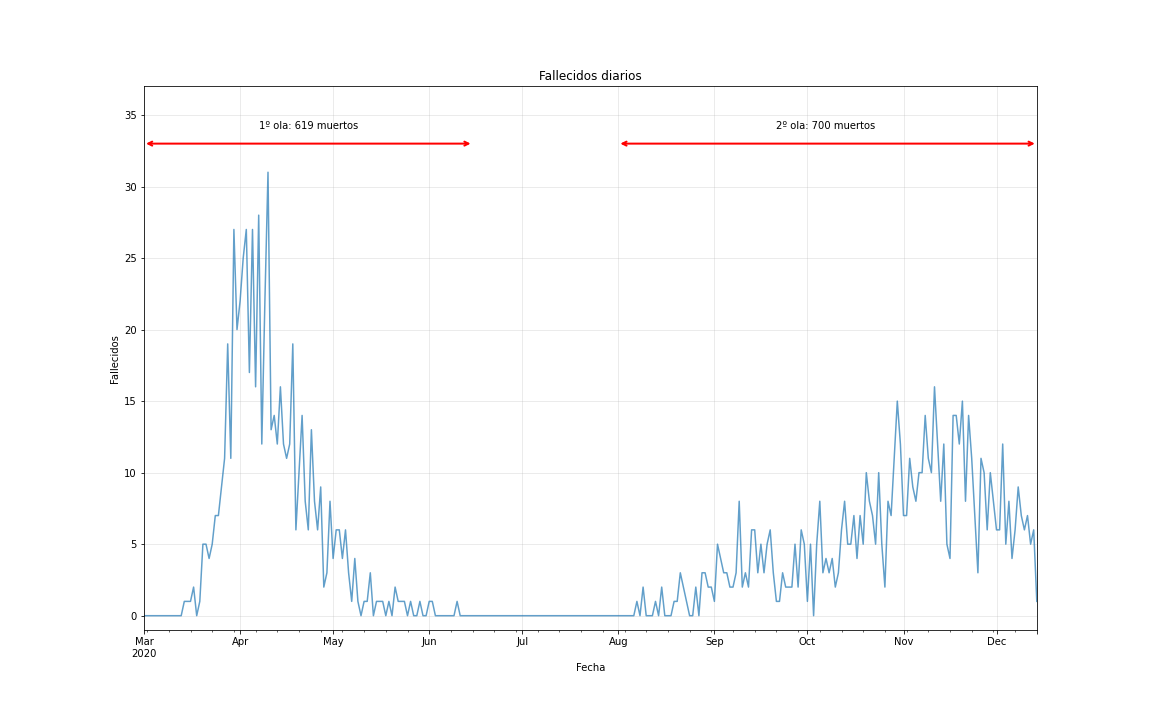 Fallecidos diarios
35
1º ola: 619 muertos
2º ola: 700 muertos
30
25
20
15
10
5
0
Fallecidos
Mar Apr May Jun Jul Aug Sep Oct Nov Dec
2020
Fecha